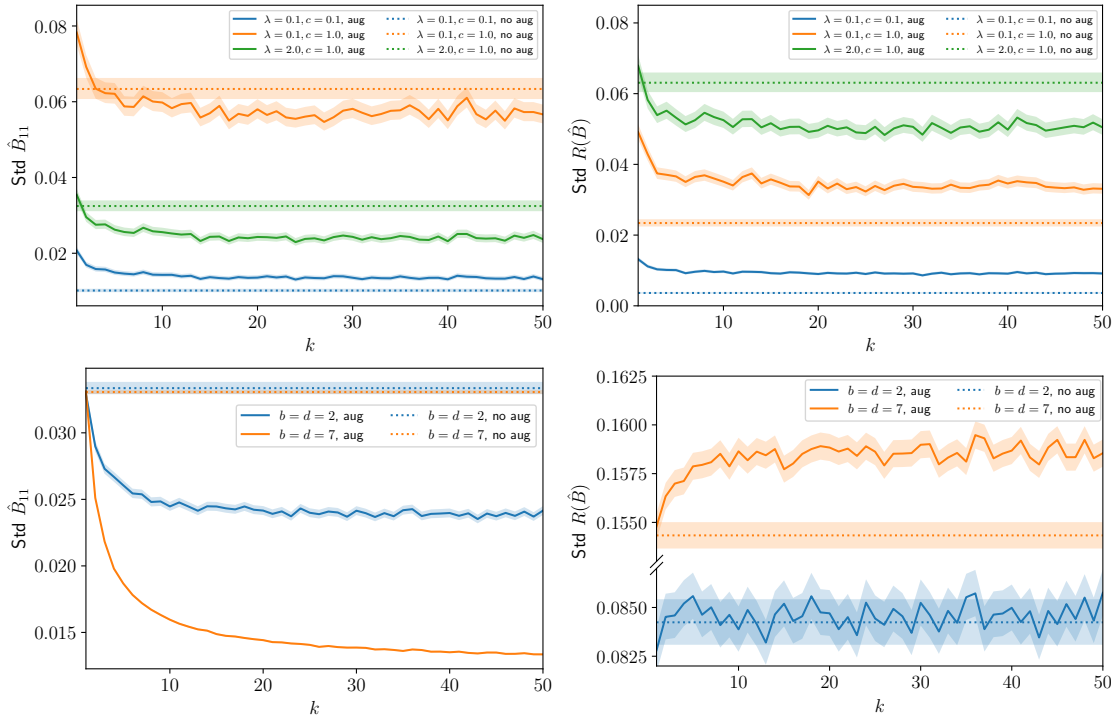 0.08
0.06
0.04
0.02
Std B̂₁₁
10 20 30 40 50
k
λ = 0.1, c = 0.1, aug
λ = 0.1, c = 1.0, aug
λ = 2.0, c = 1.0, aug
λ = 0.1, c = 0.1, no aug
λ = 0.1, c = 1.0, no aug
λ = 2.0, c = 1.0, no aug
0.08
0.06
0.04
0.02
0.00
Std R(B̂)
10 20 30 40 50
k
λ = 0.1, c = 0.1, aug
λ = 0.1, c = 1.0, aug
λ = 2.0, c = 1.0, aug
λ = 0.1, c = 0.1, no aug
λ = 0.1, c = 1.0, no aug
λ = 2.0, c = 1.0, no aug
0.030
0.025
0.020
0.015
Std B̂₁₁
10 20 30 40 50
k
b = d = 2, aug
b = d = 7, aug
b = d = 2, no aug
b = d = 7, no aug
0.1625
0.1600
0.1575
0.1550
0.0850
0.0825
Std R(B̂)
10 20 30 40 50
k
b = d = 2, aug
b = d = 7, aug
b = d = 2, no aug
b = d = 7, no aug